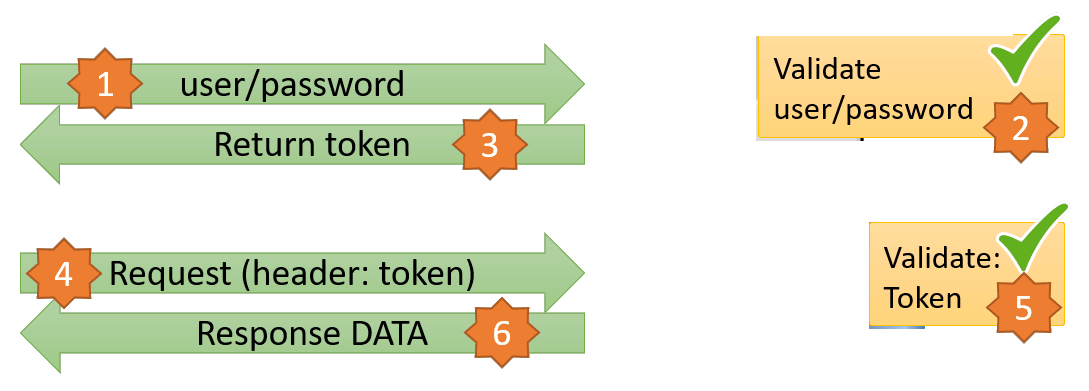 1 user/password
Validate
user/password
2
Return token 3
4 Request (header: token)
Validate:
Token
5
Response DATA 6